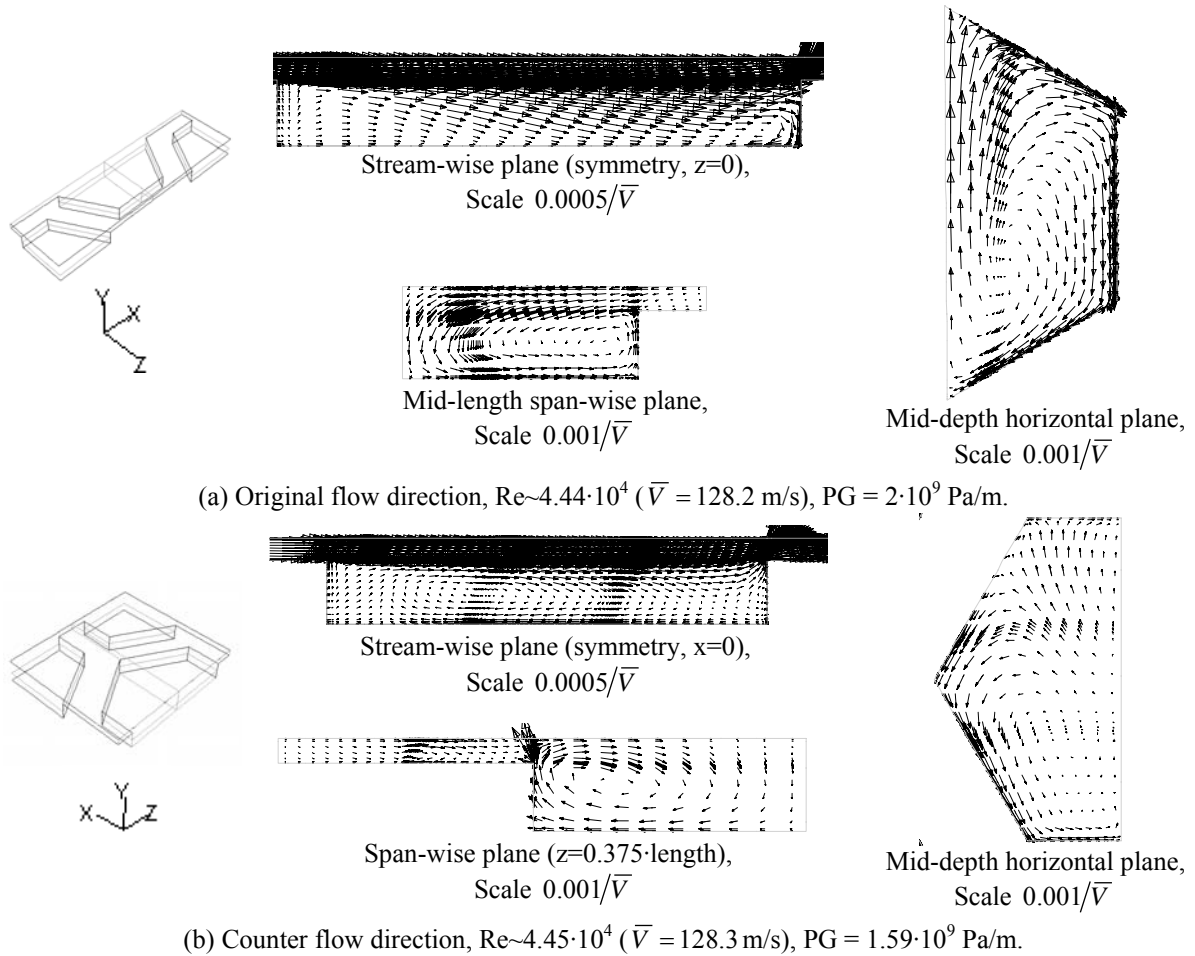 Stream-wise plane (symmetry, z=0),
Scale 0.0005/V̅
Y
X
Z
Mid-length span-wise plane,
Scale 0.001/V̅
Mid-depth horizontal plane,
Scale 0.001/V̅
(a) Original flow direction, Re~4.44·10⁴ (V̅ = 128.2 m/s), PG = 2·10⁹ Pa/m.
Stream-wise plane (symmetry, x=0),
Scale 0.0005/V̅
Y
X Z
Span-wise plane (z=0.375·length),
Scale 0.001/V̅
Mid-depth horizontal plane,
Scale 0.001/V̅
(b) Counter flow direction, Re~4.45·10⁴ (V̅ = 128.3 m/s), PG = 1.59·10⁹ Pa/m.